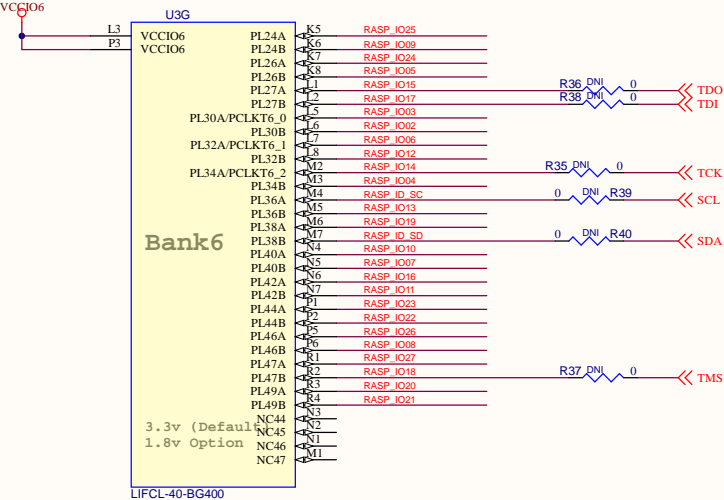 VCCIO6
U3G
L3 VCCIO6 PL24A K5 RASP_IO25
P3 VCCIO6 PL24B K6 RASP_IO09
PL26A K7 RASP_IO24
PL26B K8 RASP_IO05
PL27A L1 RASP_IO15 R36 DNI 0 TDO
PL27B L2 RASP_IO17 R38 DNI 0 TDI
PL30A/PCLKT6_0 L5 RASP_IO03
PL30B L6 RASP_IO02
PL32A/PCLKT6_1 L7 RASP_IO06
PL32B L8 RASP_IO12
PL34A/PCLKT6_2 M2 RASP_IO14 R35 DNI 0 TCK
PL34B M3 RASP_IO04
PL36A M4 RASP_ID_SC 0 DNI R39 SCL
PL36B M5 RASP_IO13
PL38A M6 RASP_IO19
Bank6 PL38B M7 RASP_ID_SD 0 DNI R40 SDA
PL40A N4 RASP_IO10
PL40B N5 RASP_IO07
PL42A N6 RASP_IO16
PL42B N7 RASP_IO11
PL44A P1 RASP_IO23
PL44B P2 RASP_IO22
PL46A P5 RASP_IO26
PL46B P6 RASP_IO08
PL47A R1 RASP_IO27
PL47B R2 RASP_IO18 R37 DNI 0 TMS
PL49A R3 RASP_IO20
PL49B R4 RASP_IO21
NC44 N3
3.3v (Default) NC45 N2
1.8v Option NC46 N1
NC47 M1
LIFCL-40-BG400